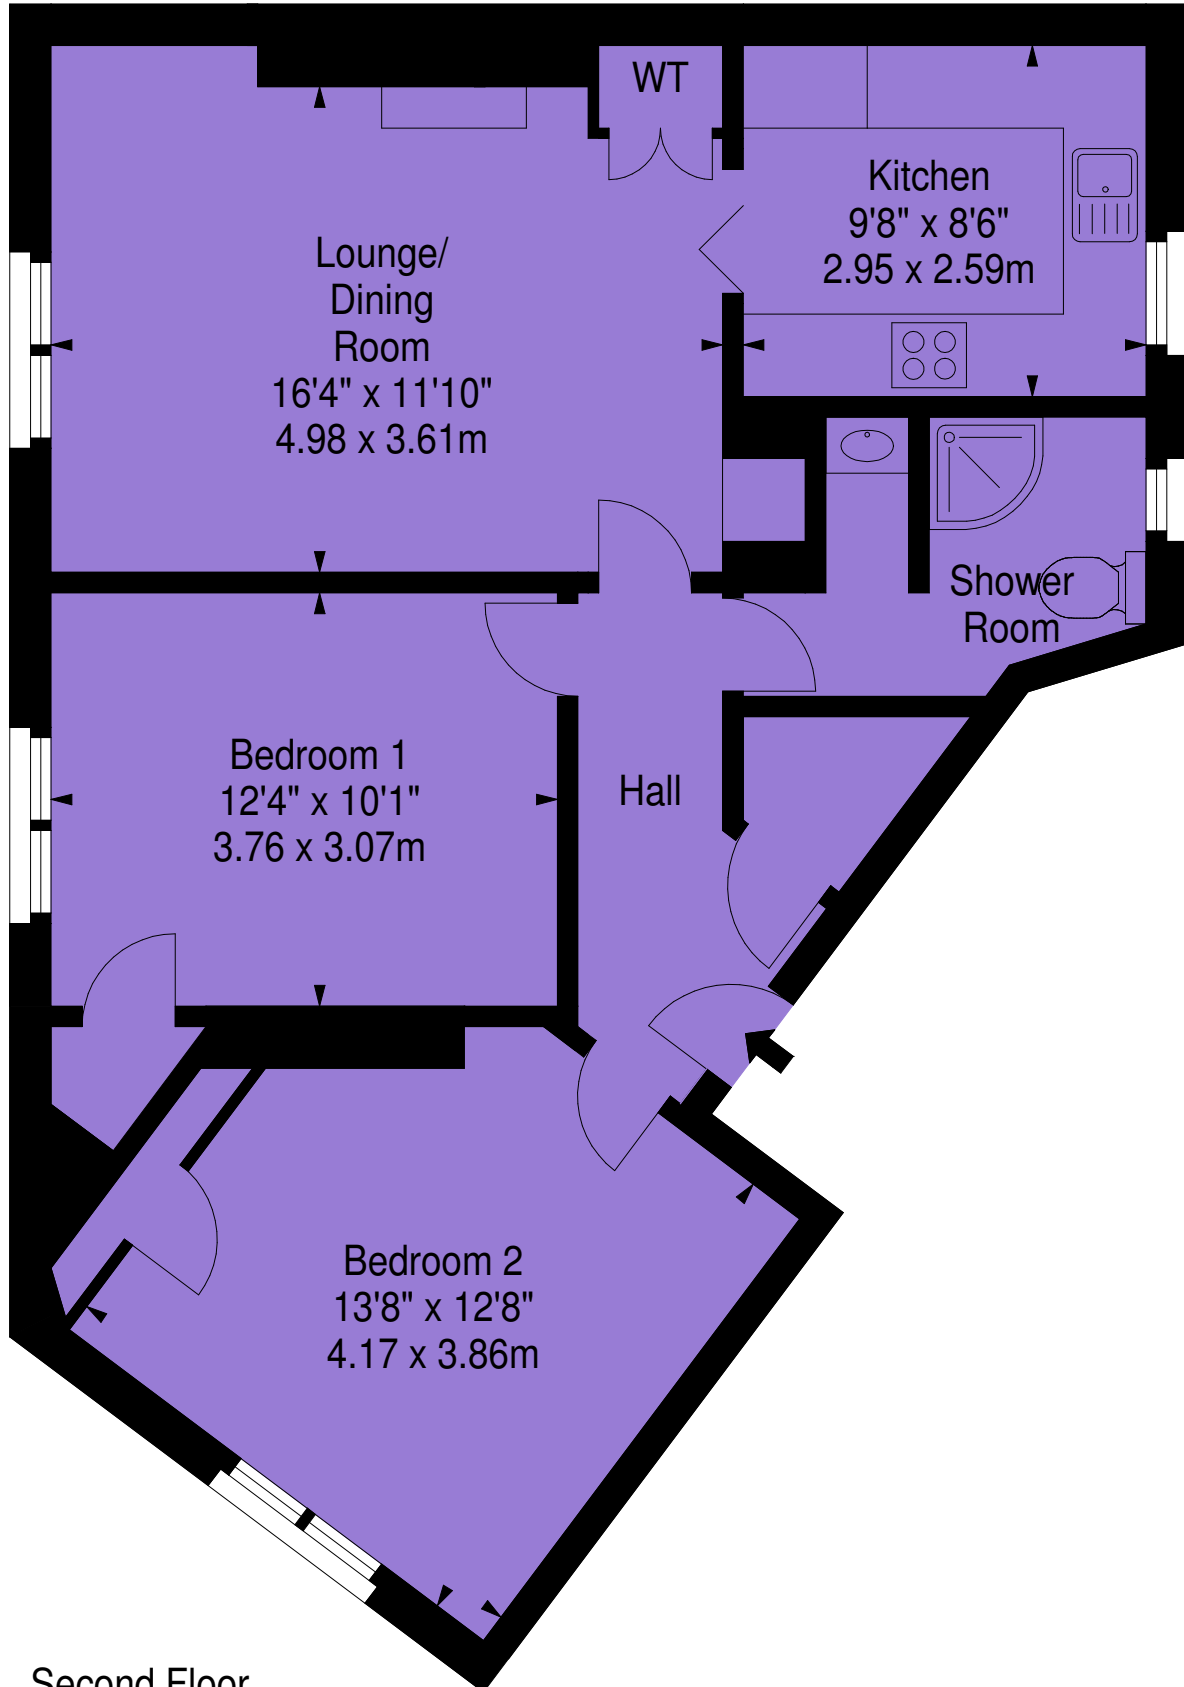 WT
Kitchen
9'8" x 8'6"
2.95 x 2.59m
Lounge/
Dining
Room
16'4" x 11'10"
4.98 x 3.61m
Shower
Room
Bedroom 1
12'4" x 10'1"
3.76 x 3.07m
Hall
Bedroom 2
13'8" x 12'8"
4.17 x 3.86m
Second Floor